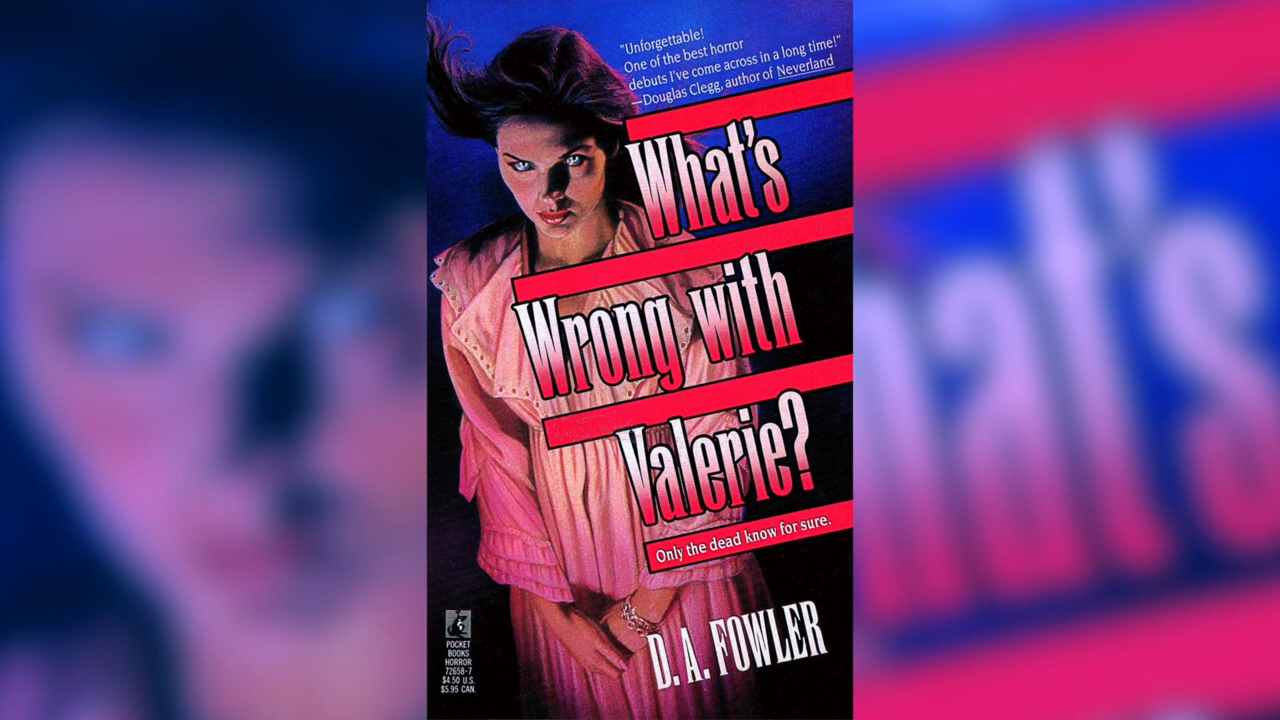 "Unforgettable!
One of the best horror
debuts I've come across in a long time!"
—Douglas Clegg, author of Neverland
What's
Wrong with
Valerie?
Only the dead know for sure.
D. A. FOWLER
POCKET
BOOKS
HORROR
72658-7
$4.50 U.S.
$5.95 CAN.